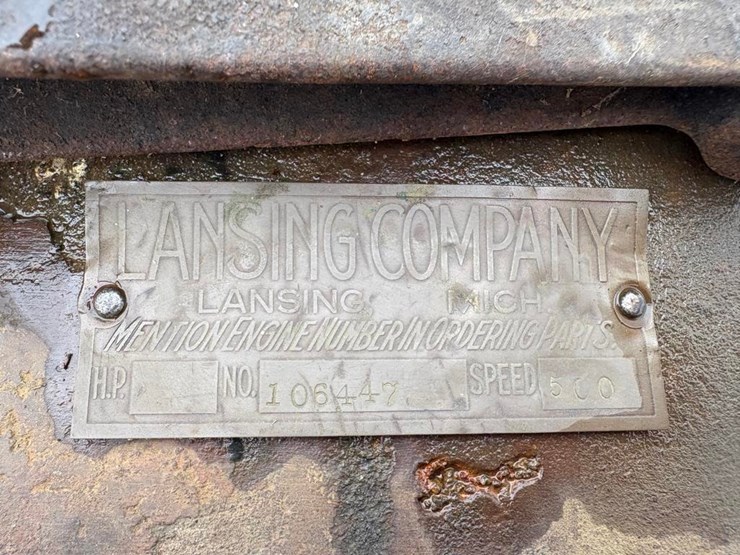 LANSING COMPANY
LANSING MICH
MENTION ENGINE NUMBER IN ORDERING PARTS.
H.P. NO. 106447 SPEED 500